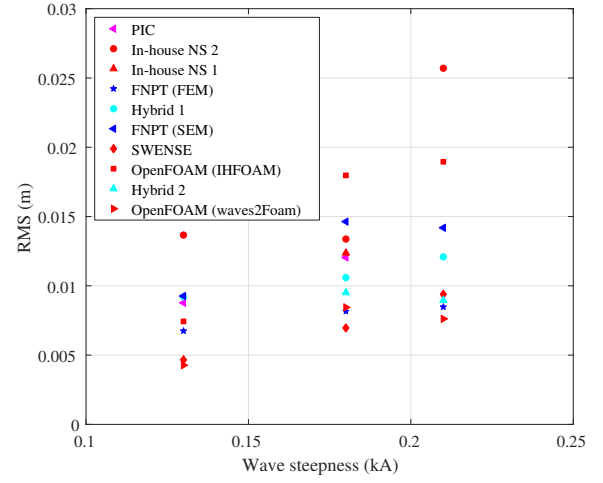 0.03
0.025
0.02
0.015
0.01
0.005
0
RMS (m)
PIC
In-house NS 2
In-house NS 1
FNPT (FEM)
Hybrid 1
FNPT (SEM)
SWENSE
OpenFOAM (IHFOAM)
Hybrid 2
OpenFOAM (waves2Foam)
0.1
0.15
0.2
0.25
Wave steepness (kA)